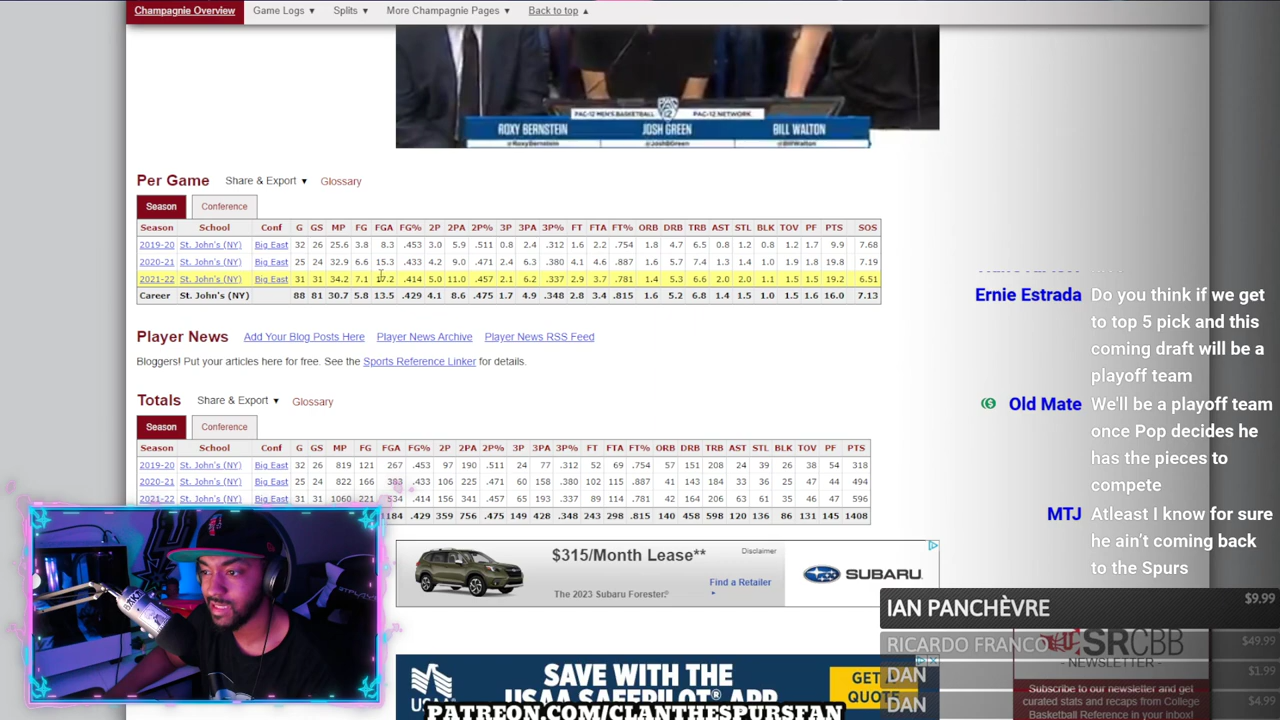 Champagnie Overview Game Logs ▼ Splits ▼ More Champagnie Pages ▼ Back to top ▲
PAC-12 MEN'S BASKETBALL PAC-12 NETWORK
ROXY BERNSTEIN JOSH GREEN BILL WALTON
@RoxyBernstein @JoshBGreen @BillWalton
Per Game Share & Export ▼ Glossary
Season Conference
Season School Conf G GS MP FG FGA FG% 2P 2PA 2P% 3P 3PA 3P% FT FTA FT% ORB DRB TRB AST STL BLK TOV PF PTS SOS
2019-20 St. John's (NY) Big East 32 26 25.6 3.8 8.3 .453 3.0 5.9 .511 0.8 2.4 .312 1.6 2.2 .754 1.8 4.7 6.5 0.8 1.2 0.8 1.2 1.7 9.9 7.68
2020-21 St. John's (NY) Big East 25 24 32.9 6.6 15.3 .433 4.2 9.0 .471 2.4 6.3 .380 4.1 4.6 .887 1.6 5.7 7.4 1.3 1.4 1.0 1.9 1.8 19.8 7.19
2021-22 St. John's (NY) Big East 31 31 34.2 7.1 17.2 .414 5.0 11.0 .457 2.1 6.2 .337 2.9 3.7 .781 1.4 5.3 6.6 2.0 2.0 1.1 1.5 1.5 19.2 6.51
Career St. John's (NY) 88 81 30.7 5.8 13.5 .429 4.1 8.6 .475 1.7 4.9 .348 2.8 3.4 .815 1.6 5.2 6.8 1.4 1.5 1.0 1.5 1.6 16.0 7.13
Player News Add Your Blog Posts Here Player News Archive Player News RSS Feed
Bloggers! Put your articles here for free. See the Sports Reference Linker for details.
Totals Share & Export ▼ Glossary
Season Conference
Season School Conf G GS MP FG FGA FG% 2P 2PA 2P% 3P 3PA 3P% FT FTA FT% ORB DRB TRB AST STL BLK TOV PF PTS
2019-20 St. John's (NY) Big East 32 26 819 121 267 .453 97 190 .511 24 77 .312 52 69 .754 57 151 208 24 39 26 38 54 318
2020-21 St. John's (NY) Big East 25 24 822 166 383 .433 106 225 .471 60 158 .380 102 115 .887 41 143 184 33 36 25 47 44 494
2021-22 St. John's (NY) Big East 31 31 1060 221 534 .414 156 341 .457 65 193 .337 89 114 .781 42 164 206 63 61 35 46 47 596
1184 .429 359 756 .475 149 428 .348 243 298 .815 140 458 598 120 136 86 131 145 1408
$315/Month Lease**
Disclaimer
The 2023 Subaru Forester.®
Find a Retailer
SUBARU
USAA
SAVE WITH THE
USAA SAFEPILOT® APP
GET A
QUOTE
PATREON.COM/CLANTHESPURSFAN
Ernie Estrada Do you think if we get
to top 5 pick and this
coming draft will be a
playoff team
Old Mate We'll be a playoff team
once Pop decides he
has the pieces to
compete
MTJ Atleast I know for sure
he ain't coming back
to the Spurs
IAN PANCHÈVRE $9.99
RICARDO FRANCO $49.99
DAN $1.99
DAN $4.99
SRCBB
- NEWSLETTER -
Subscribe to our newsletter and get
curated stats and recaps from College
Basketball Reference in your inbox!